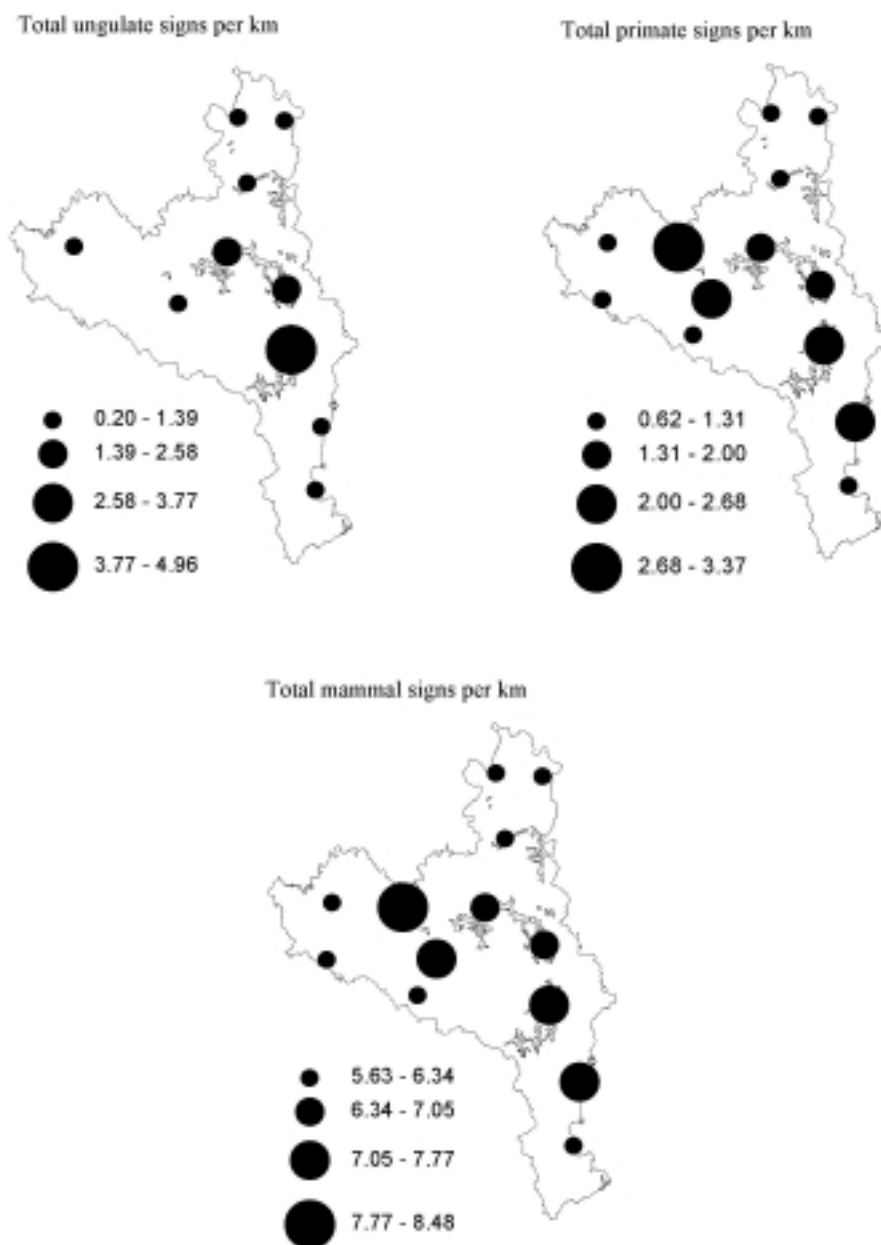 Total ungulate signs per km
0.20 - 1.39
1.39 - 2.58
2.58 - 3.77
3.77 - 4.96
Total primate signs per km
0.62 - 1.31
1.31 - 2.00
2.00 - 2.68
2.68 - 3.37
Total mammal signs per km
5.63 - 6.34
6.34 - 7.05
7.05 - 7.77
7.77 - 8.48